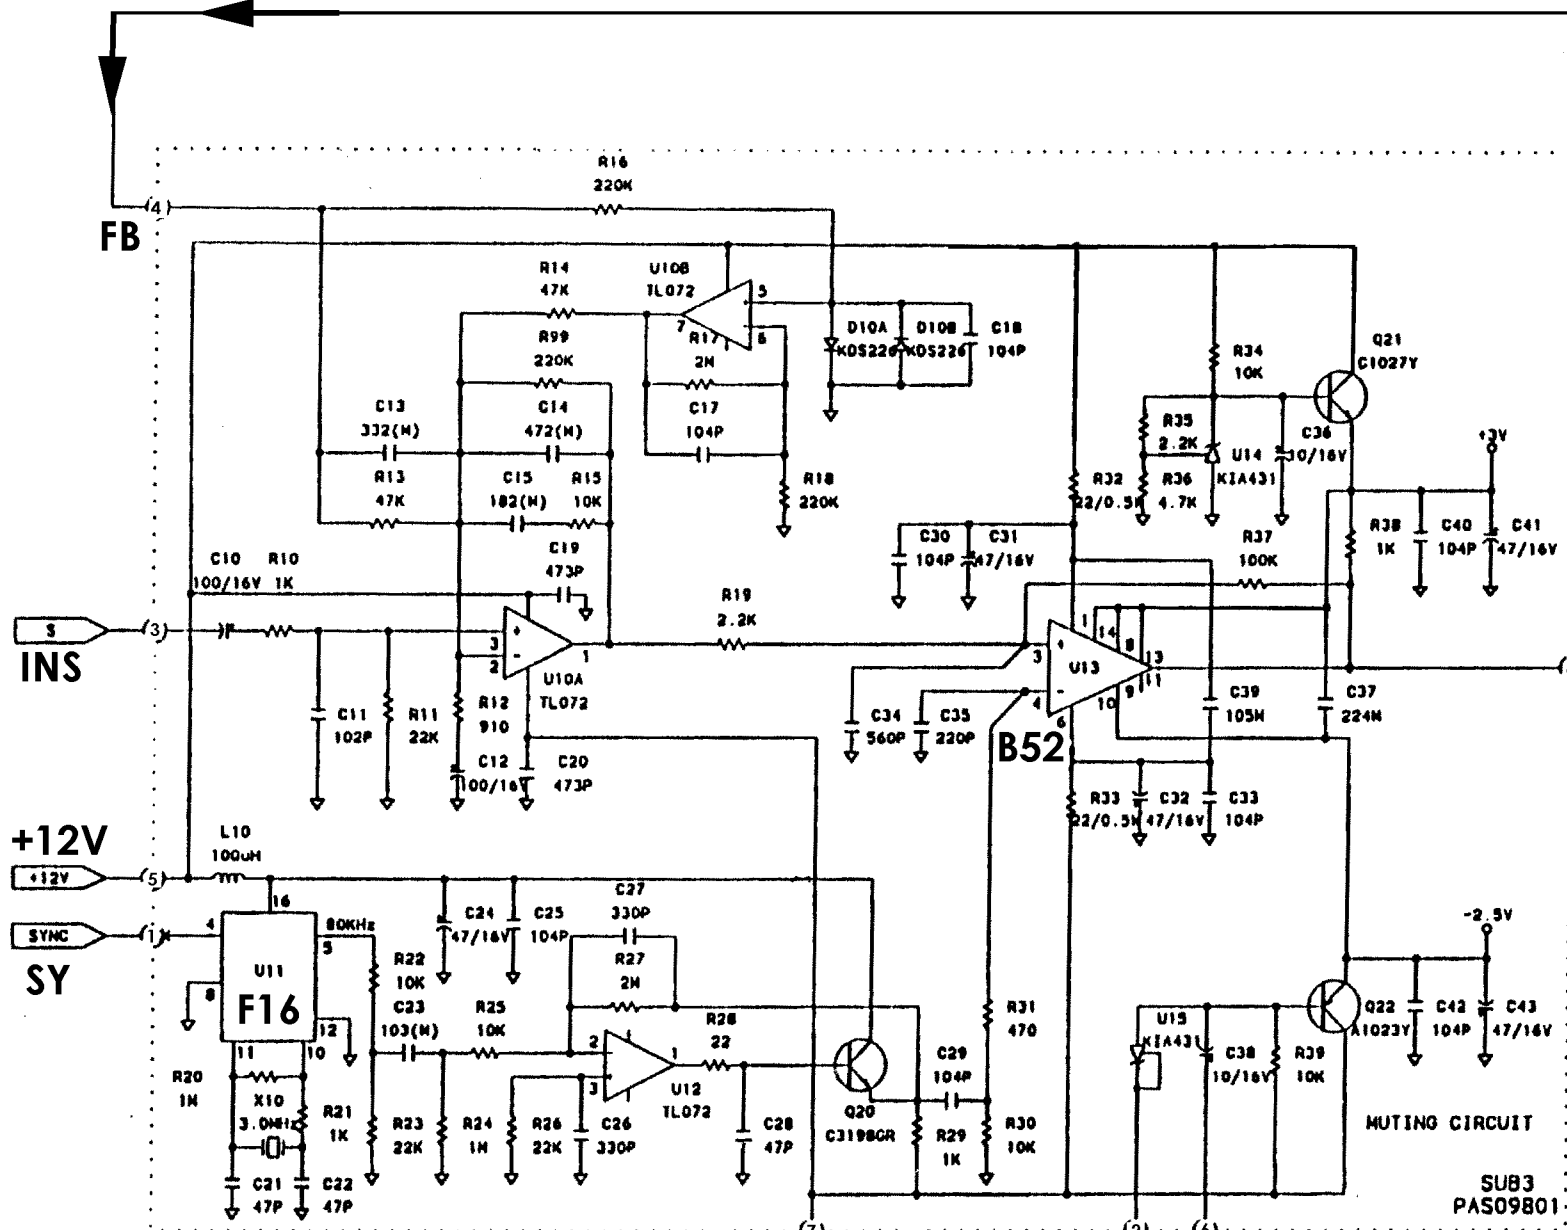 R16
220K
(4)
FB
R14
47K
U10B
TL072
5
7
6
R99
220K
R17
2M
D10A
KDS226
D10B
KDS226
C18
104P
R34
10K
Q21
C1027Y
C13
332(M)
C14
472(M)
C17
104P
R35
2.2K
C36
10/16V
+3V
R13
47K
C15
182(M)
R15
10K
R18
220K
R32
22/0.5W
R36
4.7K
U14
KIA431
C10
100/16V
R10
1K
C19
473P
C30
104P
C31
47/16V
R37
100K
R38
1K
C40
104P
C41
47/16V
S
(3)
INS
3
2
1
U10A
TL072
R19
2.2K
1
14
8
13
11
9
10
3
4
6
U13
C11
102P
R11
22K
R12
910
C12
100/16V
C20
473P
C34
560P
C35
220P
B52
C39
105M
C37
224M
R33
22/0.5W
C32
47/16V
C33
104P
+12V
+12V
(5)
L10
100uH
SYNC
(1)
SY
16
4
80KHz
5
U11
F16
8
12
11
10
C24
47/16V
C25
104P
C27
330P
R27
2M
-2.5V
R22
10K
C23
103(M)
R25
10K
R28
22
R31
470
U15
KIA431
Q22
A1023Y
C42
104P
C43
47/16V
R20
1M
X10
3.0MHz
R21
1K
2
3
1
U12
TL072
C29
104P
C38
10/16V
R39
10K
R23
22K
R24
1M
R26
22K
C26
330P
C28
47P
Q20
C3198GR
R29
1K
R30
10K
MUTING CIRCUIT
C21
47P
C22
47P
SUB3
PAS09B01